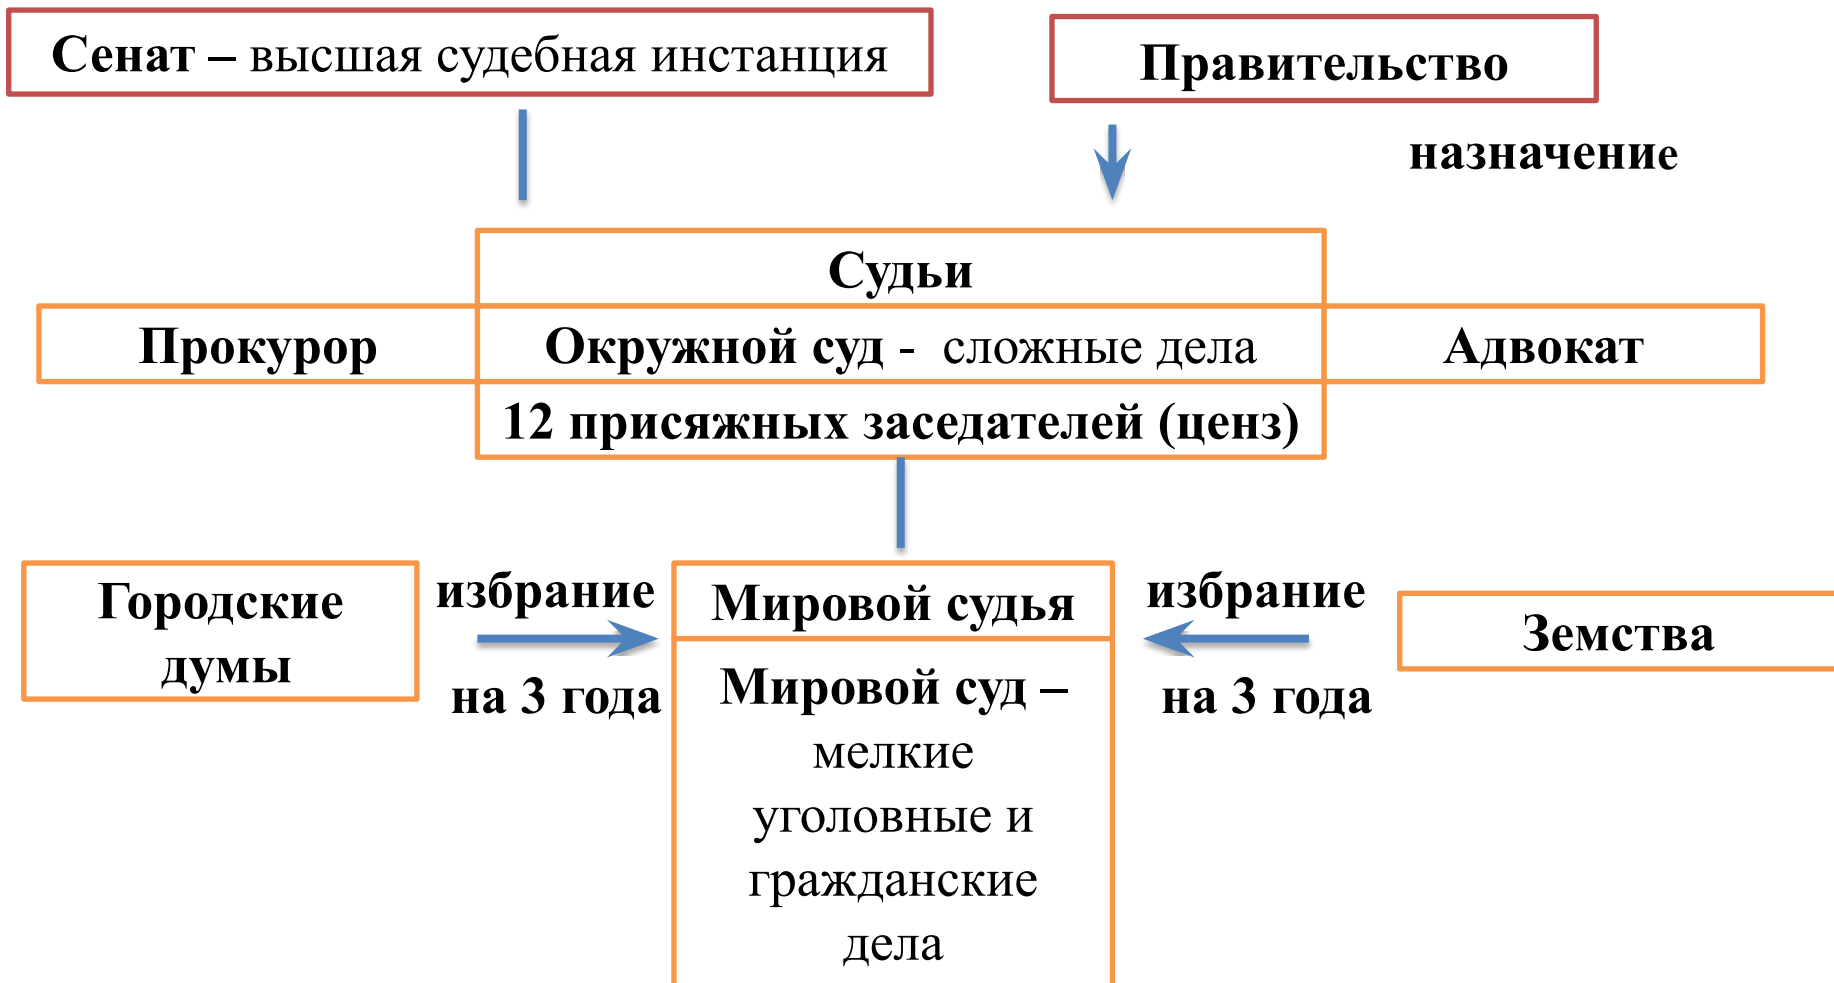 Сенат – высшая судебная инстанция
Правительство
назначение
Судьи
Прокурор
Окружной суд - сложные дела
Адвокат
12 присяжных заседателей (ценз)
Городские
думы
избрание
на 3 года
Мировой судья
Мировой суд –
мелкие
уголовные и
гражданские
дела
избрание
на 3 года
Земства